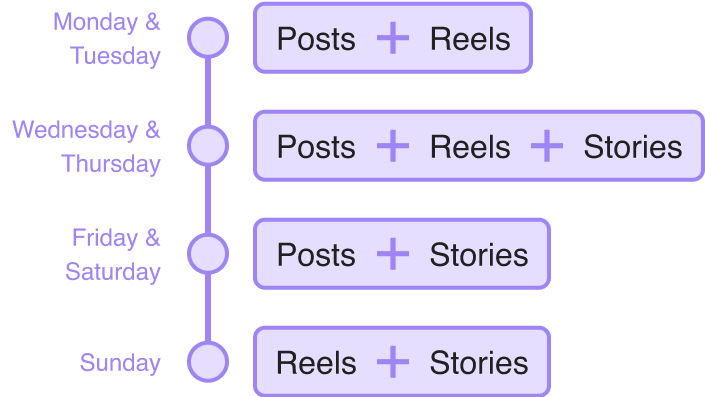 Monday &
Tuesday
Posts + Reels
Wednesday &
Thursday
Posts + Reels + Stories
Friday &
Saturday
Posts + Stories
Sunday
Reels + Stories